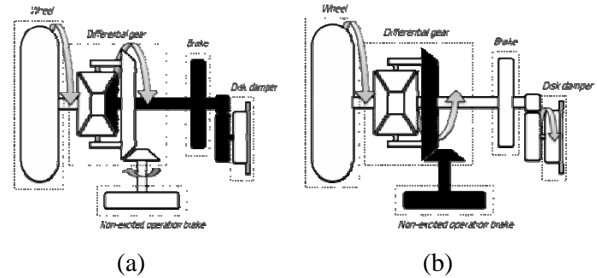 Wheel
Differential gear
Brake
Disk damper
Non-excited operation brake
(a)
Wheel
Differential gear
Brake
Disk damper
Non-excited operation brake
(b)